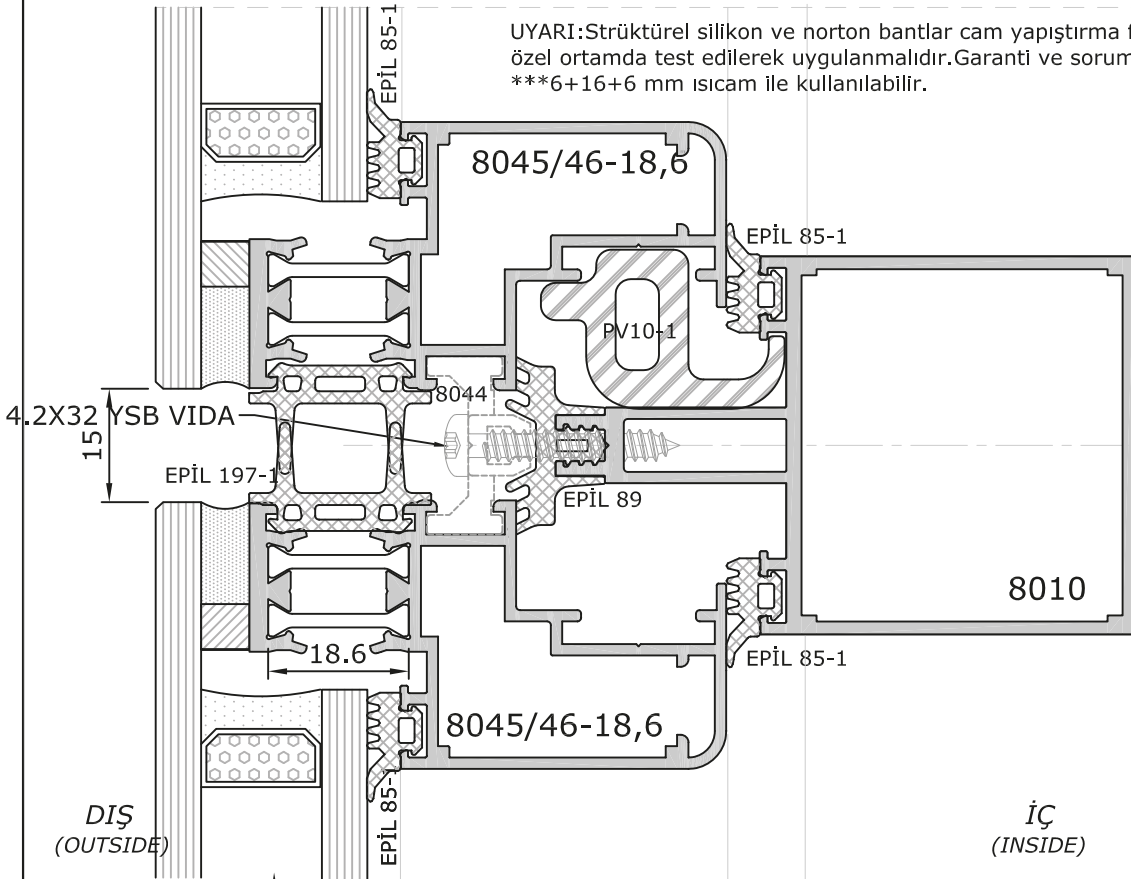 UYARI:Strüktürel silikon ve norton bantlar cam yapıştırma
özel ortamda test edilerek uygulanmalıdır.Garanti ve sorum
***6+16+6 mm ısıcam ile kullanılabilir.
EPİL 85-1
8045/46-18,6
EPİL 85-1
PV10-1
8044
4.2X32 YSB VIDA
15
EPİL 197-1
EPİL 89
8010
18.6
EPİL 85-1
8045/46-18,6
EPİL 85-1
DIŞ
(OUTSIDE)
İÇ
(INSIDE)